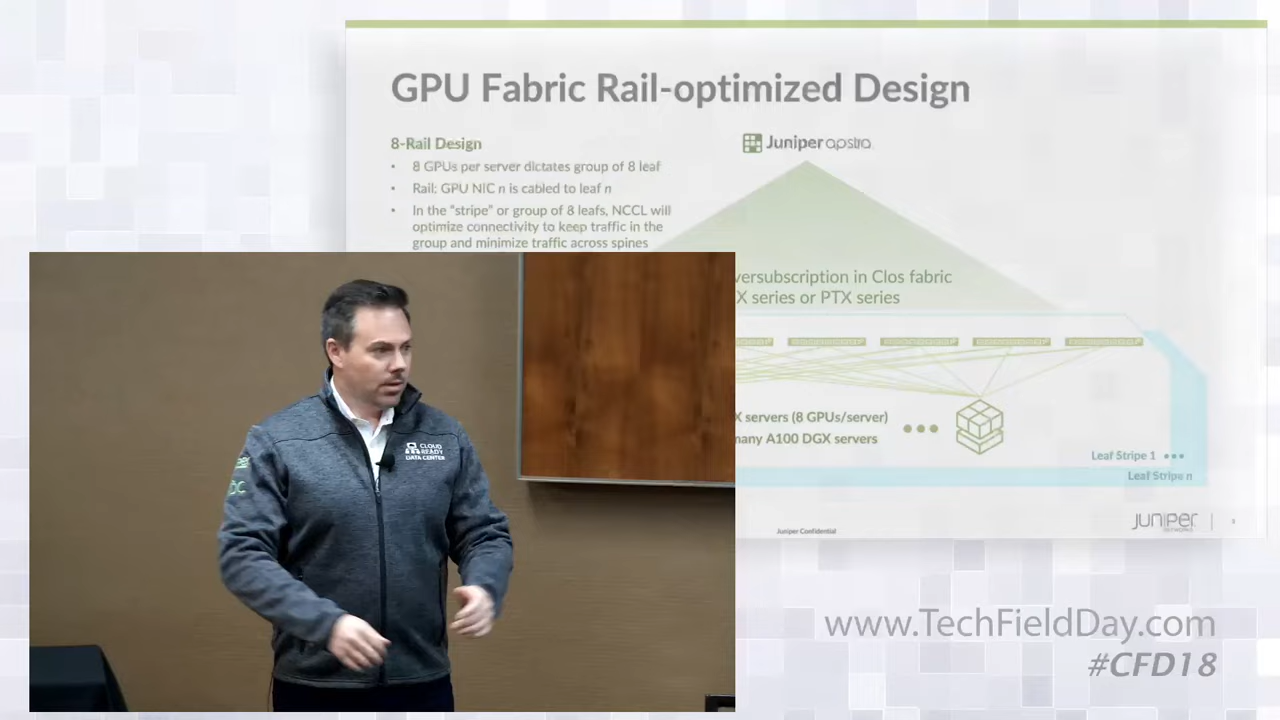 GPU Fabric Rail-optimized Design
8-Rail Design
• 8 GPUs per server dictates group of 8 leaf
• Rail: GPU NIC n is cabled to leaf n
• In the "stripe" or group of 8 leafs, NCCL will
optimize connectivity to keep traffic in the
group and minimize traffic across spines
Juniper apstra
versubscription in Clos fabric
X series or PTX series
X servers (8 GPUs/server)
many A100 DGX servers
Leaf Stripe 1
Leaf Stripe n
Juniper Confidential
JUNIPER
NETWORKS
CLOUD
READY
DATA CENTER
DC
www.TechFieldDay.com
#CFD18